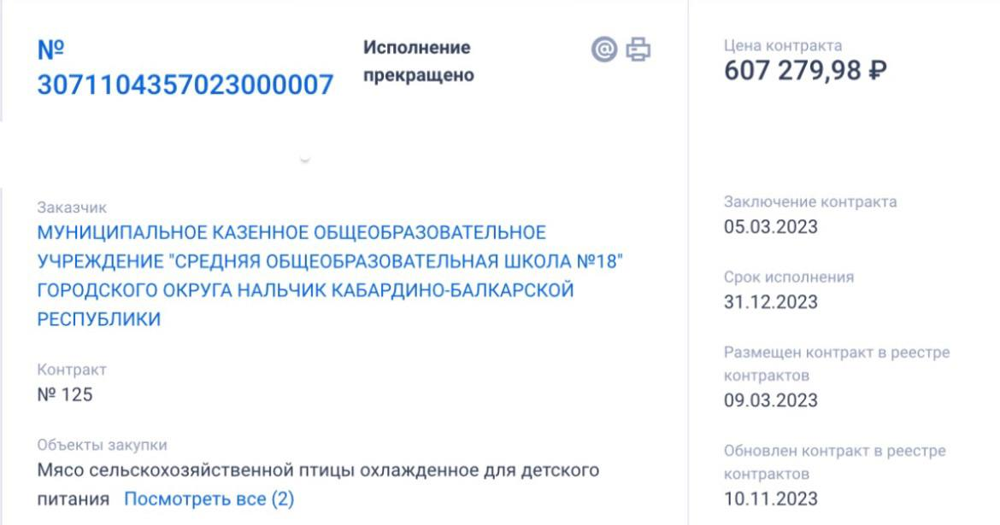 №
3071104357023000007
Исполнение
прекращено
Заказчик
МУНИЦИПАЛЬНОЕ КАЗЕННОЕ ОБЩЕОБРАЗОВАТЕЛЬНОЕ
УЧРЕЖДЕНИЕ "СРЕДНЯЯ ОБЩЕОБРАЗОВАТЕЛЬНАЯ ШКОЛА №18"
ГОРОДСКОГО ОКРУГА НАЛЬЧИК КАБАРДИНО-БАЛКАРСКОЙ
РЕСПУБЛИКИ
Контракт
№ 125
Объекты закупки
Мясо сельскохозяйственной птицы охлажденное для детского
питания Посмотреть все (2)
Цена контракта
607 279,98 ₽
Заключение контракта
05.03.2023
Срок исполнения
31.12.2023
Размещен контракт в реестре
контрактов
09.03.2023
Обновлен контракт в реестре
контрактов
10.11.2023